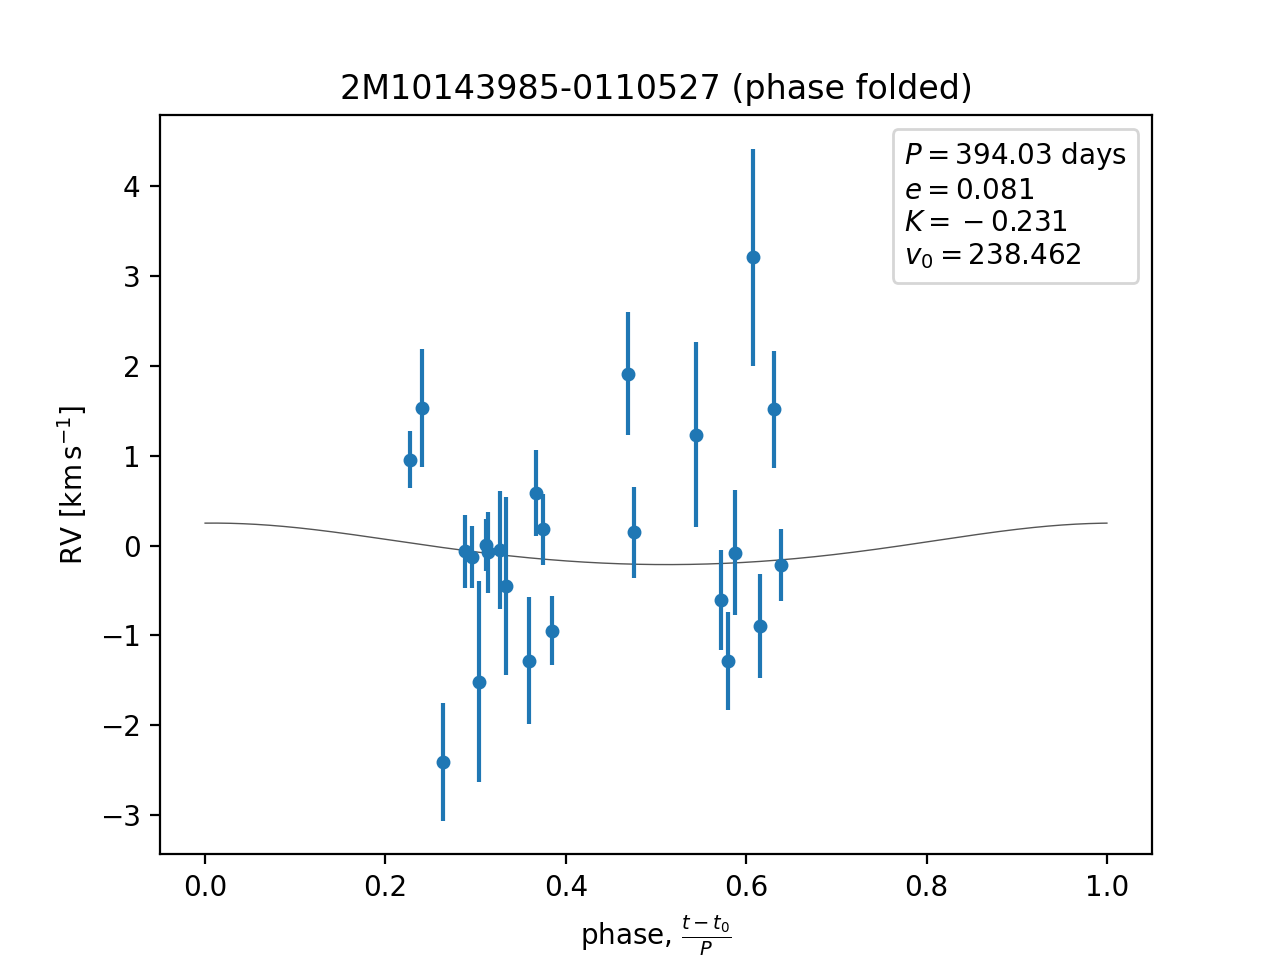 2M10143985-0110527 (phase folded)
P = 394.03 days
e = 0.081
K = −0.231
v₀ = 238.462
RV [km s⁻¹]
4
3
2
1
0
−1
−2
−3
0.0 0.2 0.4 0.6 0.8 1.0
phase, (t − t₀)/P